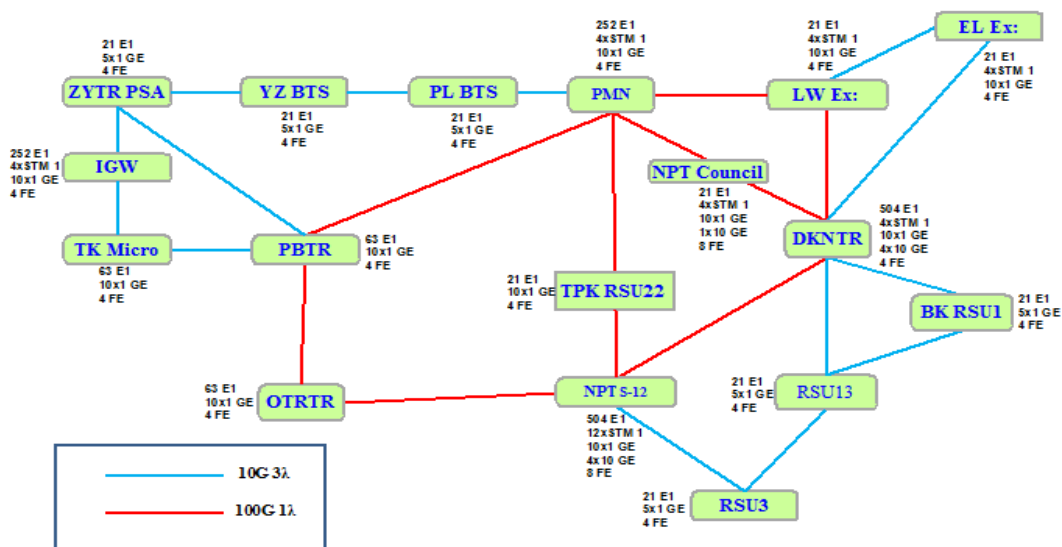 252 E1
4xSTM 1
10x1 GE
4 FE
21 E1
4xSTM 1
10x1 GE
4 FE
EL Ex:
21 E1
5x1 GE
4 FE
21 E1
4xSTM 1
10x1 GE
4 FE
ZYTR PSA
YZ BTS
PL BTS
PMN
LW Ex:
21 E1
5x1 GE
4 FE
21 E1
5x1 GE
4 FE
252 E1
4xSTM 1
10x1 GE
4 FE
IGW
NPT Council
21 E1
4xSTM 1
10x1 GE
1x10 GE
8 FE
504 E1
4xSTM 1
10x1 GE
4x10 GE
4 FE
TK Micro
PBTR
63 E1
10x1 GE
4 FE
DKNTR
63 E1
10x1 GE
4 FE
21 E1
10x1 GE
4 FE
TPK RSU22
BK RSU1
21 E1
5x1 GE
4 FE
63 E1
10x1 GE
4 FE
OTRTR
NPT S-12
21 E1
5x1 GE
4 FE
RSU13
504 E1
12xSTM 1
10x1 GE
4x10 GE
8 FE
10G 3λ
100G 1λ
21 E1
5x1 GE
4 FE
RSU3